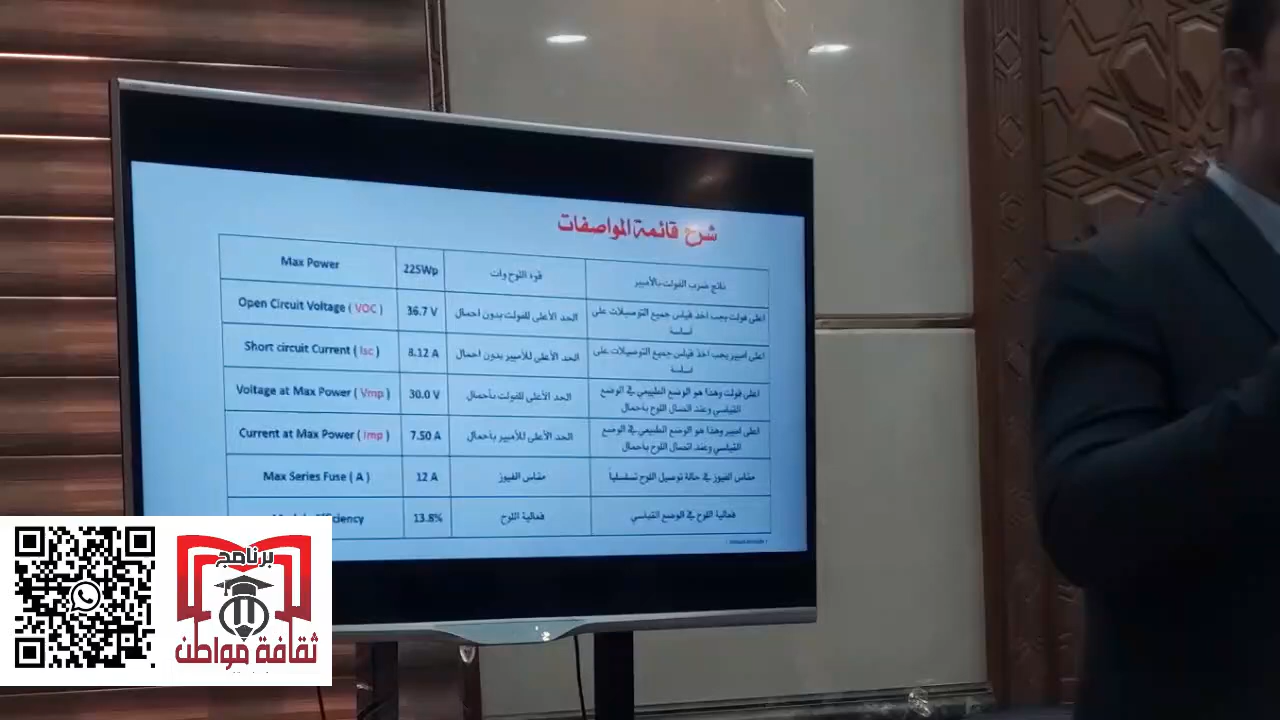 شرح قائمة المواصفات
Max Power 225Wp قوة اللوح وات ناتج ضرب الفولت بالأمبير
Open Circuit Voltage ( VOC ) 36.7 V الحد الأعلى للفولت بدون احمال أعلى فولت يجب اخذ قياس جميع التوصيلات على
اساسة
Short circuit Current ( Isc ) 8.12 A الحد الأعلى للأمبير بدون احمال اعلى امبير يجب اخذ قياس جميع التوصيلات على
اساسة
Voltage at Max Power ( Vmp ) 30.0 V الحد الأعلى للفولت بأحمال أعلى فولت وهذا هو الوضع الطبيعي في الوضع
القياسي وعند اتصال اللوح باحمال
Current at Max Power ( Imp ) 7.50 A الحد الأعلى للأمبير باحمال أعلى امبير وهذا هو الوضع الطبيعي في الوضع
القياسي وعند اتصال اللوح باحمال
Max Series Fuse ( A ) 12 A مقاس الفيوز مقاس الفيوز في حالة توصيل اللوح تسلسلياً
13.8% فعالية اللوح فعالية اللوح في الوضع القياسي
برنامج
ثقافة مواطن